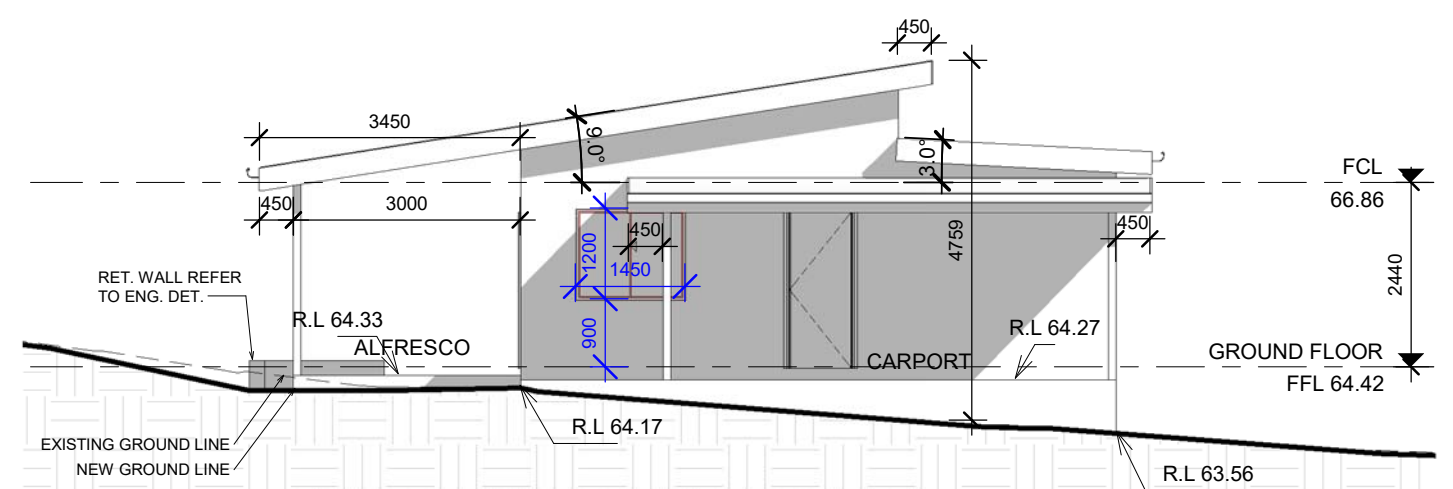 450
3450
9.0°
3.0°
FCL
66.86
450
3000
450
450
1200
1450
4759
2440
RET. WALL REFER
TO ENG. DET.
R.L 64.33
ALFRESCO
900
CARPORT
R.L 64.27
GROUND FLOOR
FFL 64.42
R.L 64.17
EXISTING GROUND LINE
NEW GROUND LINE
R.L 63.56